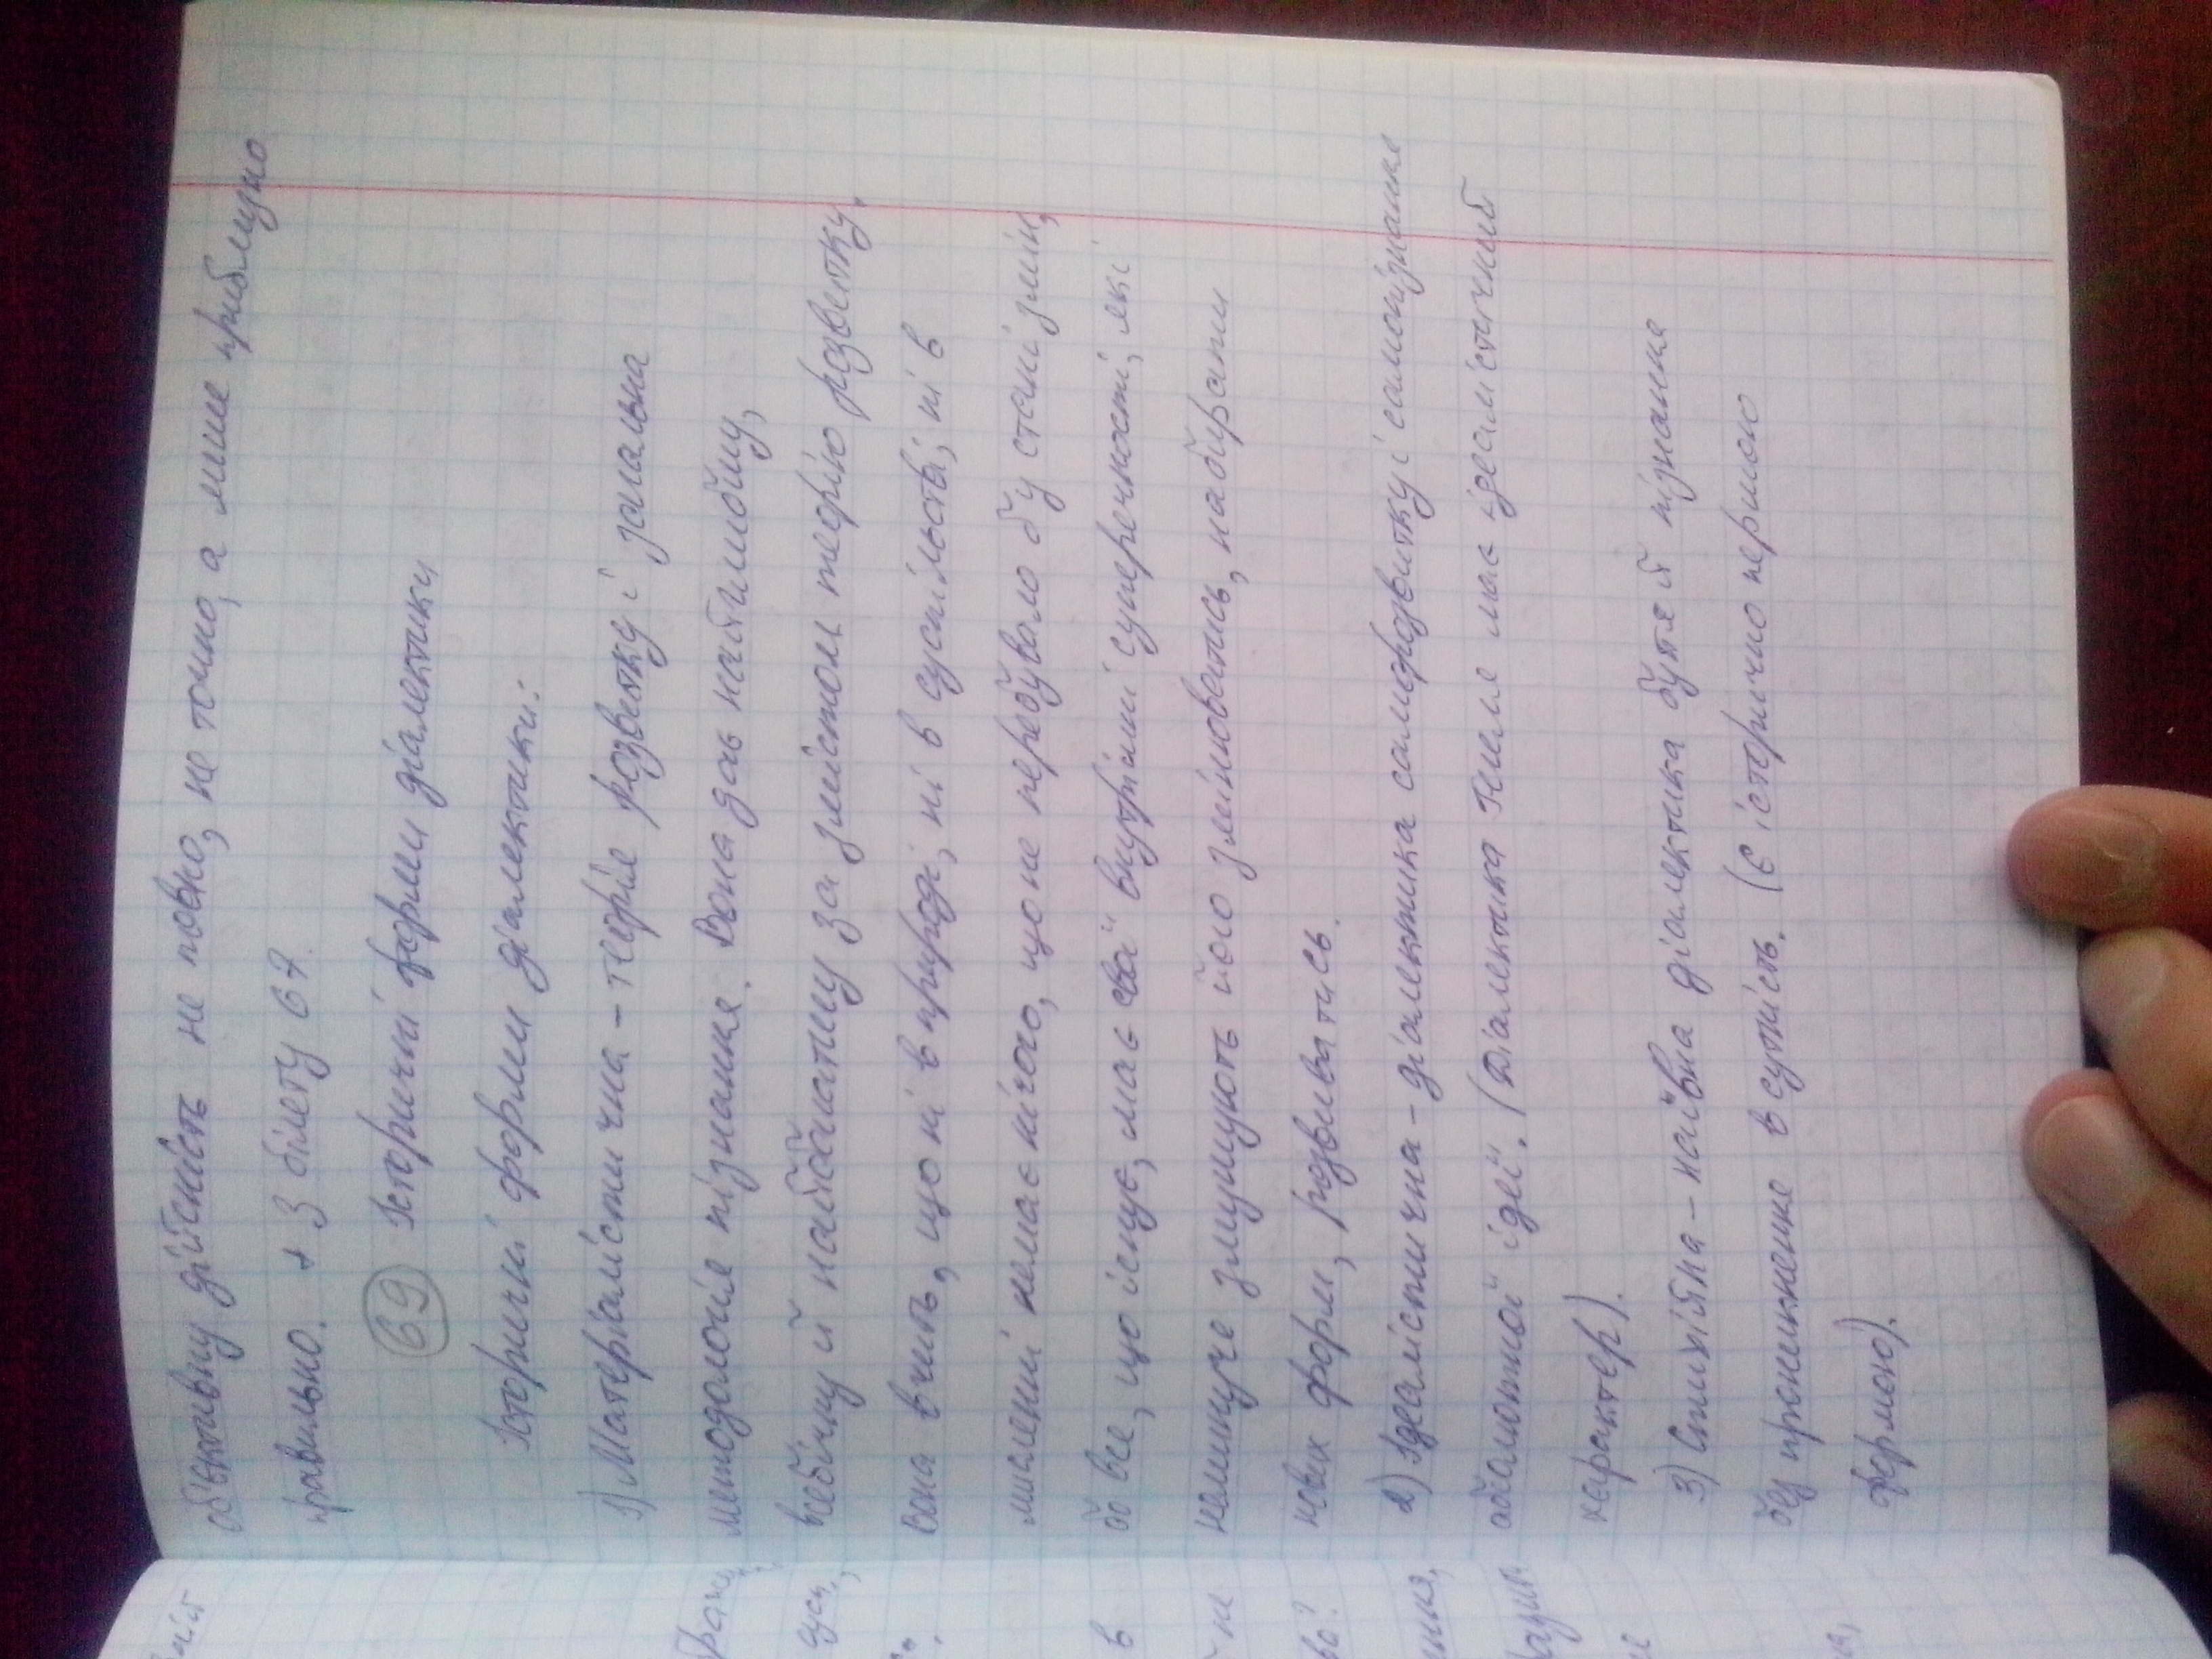 об'єктивну дійсність не повно, не точно, а лише приблизно
правильно. + З білету 67.
69 Історичні форми діалектики
Історичні форми діалектики:
1) Матеріалістична – теорія розвитку і загальна
методологія пізнання. Вона дає найглибшу,
всебічну й найбагатшу за змістом теорію розвитку.
Вона вчить, що ні в природі, ні в суспільстві, ні в
мисленні немає нічого, що не перебувало б у стані змін,
бо все, що існує, має свої внутрішні суперечності, які
неминуче змушують його змінюватись, набирати
нових форм, розвиватись.
2) Ідеалістична – діалектика саморозвитку і самопізнання
абсолютної ідеї. (Діалектика Гегеля має ідеалістичний
характер).
3) Стихійна – наївна діалектика буття й пізнання
без проникнення в сутність. (Є історично першою
формою).